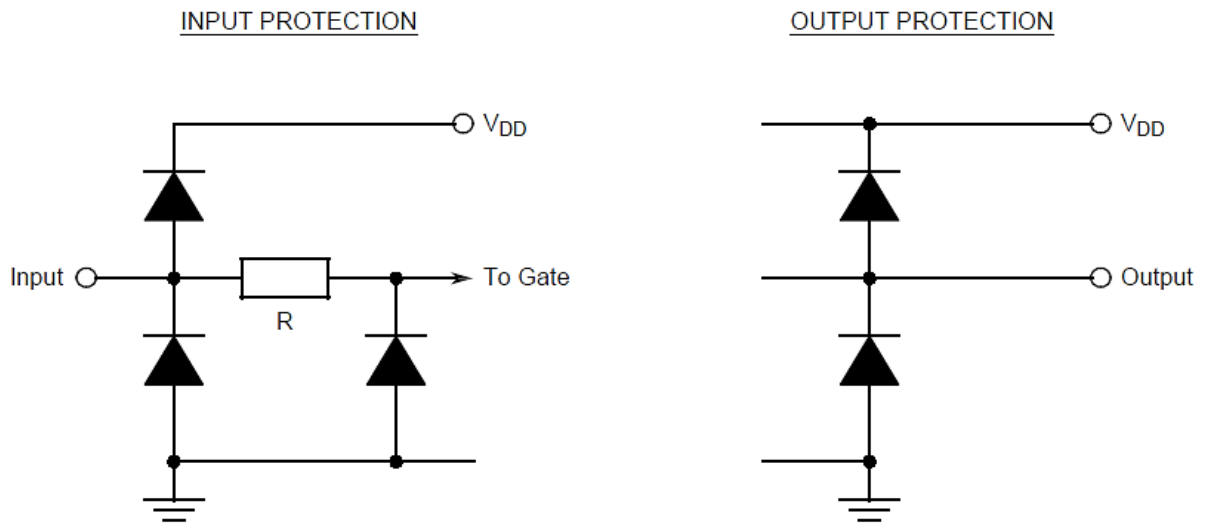 INPUT PROTECTION
OUTPUT PROTECTION
VDD
VDD
Input
To Gate
Output
R